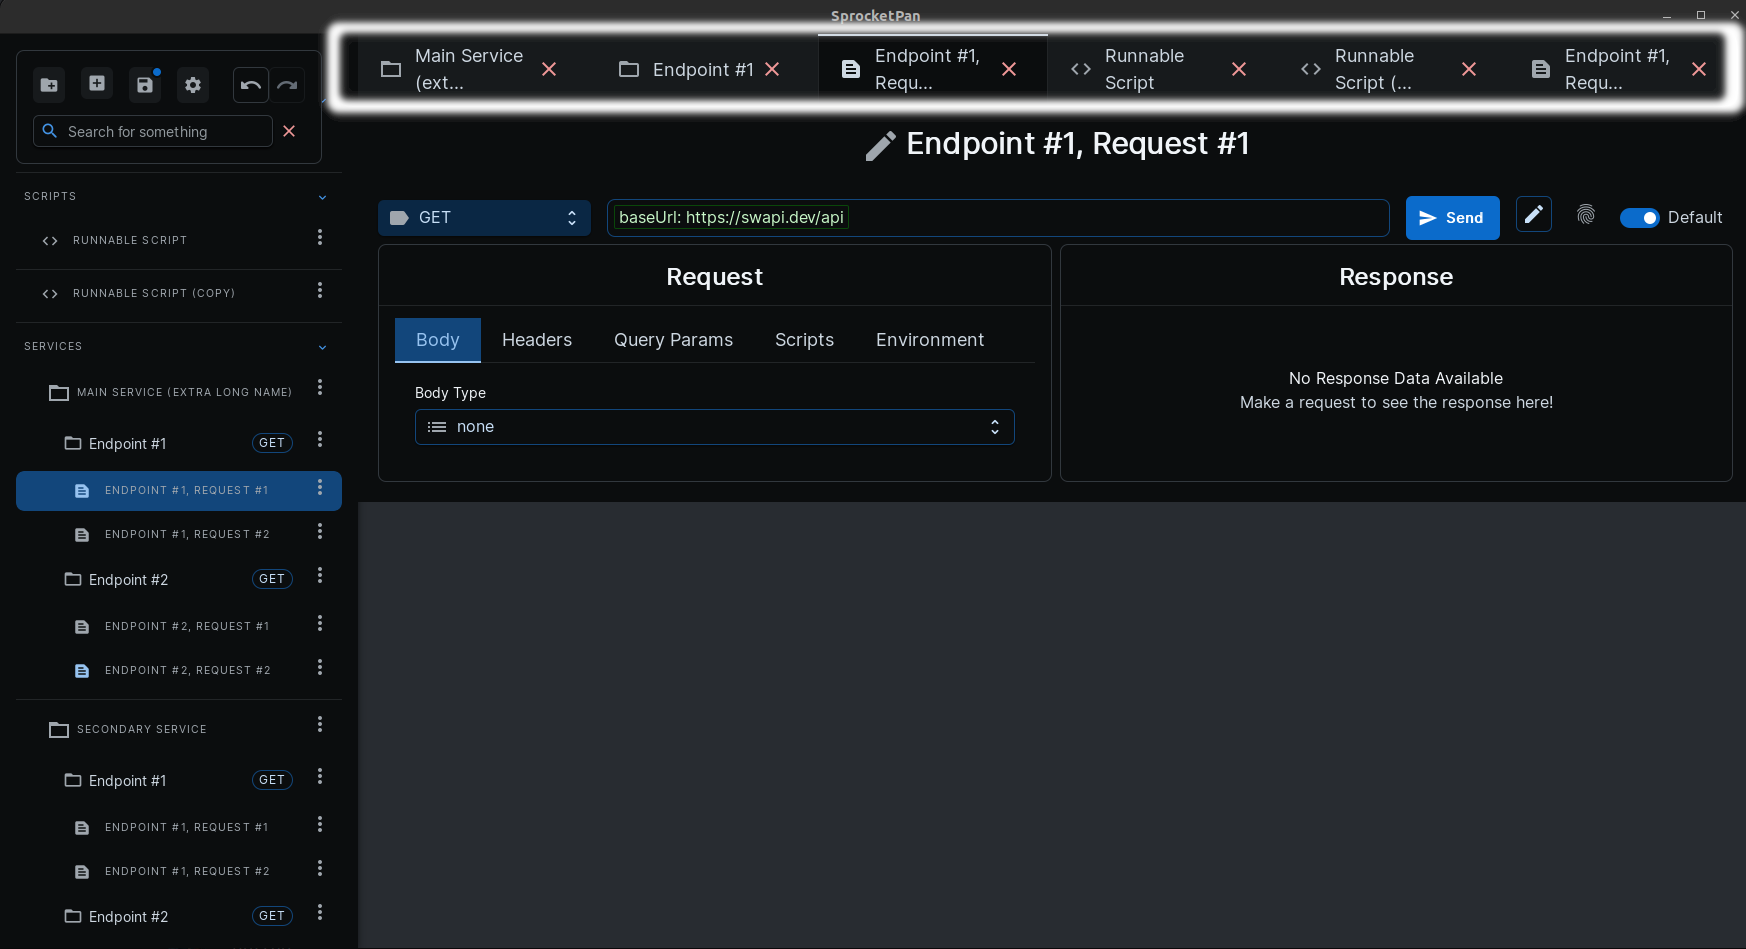 SprocketPan
Main Service
(ext...
Endpoint #1
Endpoint #1,
Requ...
Runnable
Script
Runnable
Script (...
Endpoint #1,
Requ...
Search for something
SCRIPTS
RUNNABLE SCRIPT
RUNNABLE SCRIPT (COPY)
SERVICES
MAIN SERVICE (EXTRA LONG NAME)
Endpoint #1 GET
ENDPOINT #1, REQUEST #1
ENDPOINT #1, REQUEST #2
Endpoint #2 GET
ENDPOINT #2, REQUEST #1
ENDPOINT #2, REQUEST #2
SECONDARY SERVICE
Endpoint #1 GET
ENDPOINT #1, REQUEST #1
ENDPOINT #1, REQUEST #2
Endpoint #2 GET
Endpoint #1, Request #1
GET baseUrl: https://swapi.dev/api Send Default
Request
Body Headers Query Params Scripts Environment
Body Type
none
Response
No Response Data Available
Make a request to see the response here!